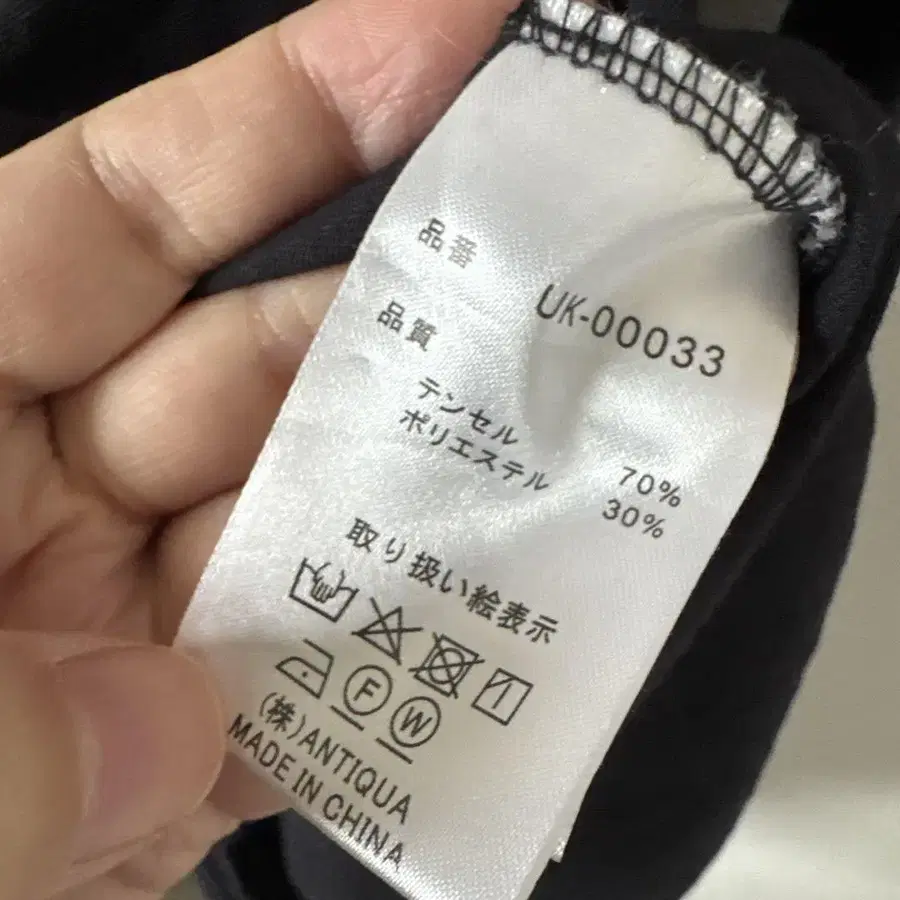 品番 UK-00033
品質
テンセル 70%
ポリエステル 30%
取り扱い絵表示
F W
(株)ANTIQUA
MADE IN CHINA